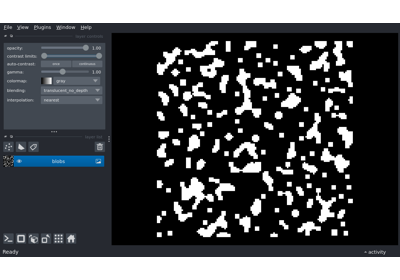 File View Plugins Window Help
opacity: 1.00
contrast limits:
auto-contrast: once continuous
gamma: 1.00
colormap: gray
blending: translucent_no_depth
interpolation: nearest
blobs
Ready
activity